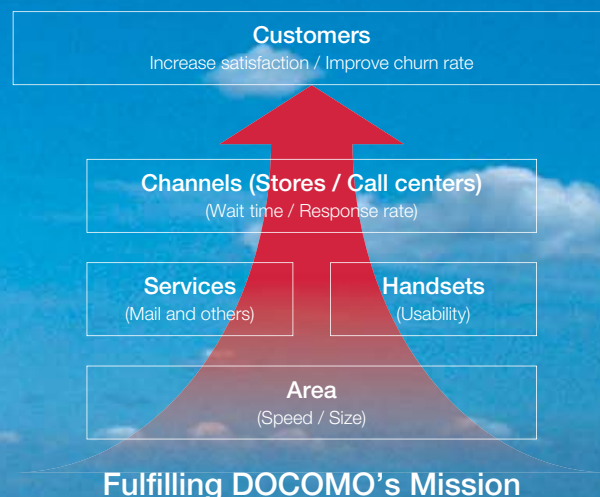 Customers
Increase satisfaction / Improve churn rate
Channels (Stores / Call centers)
(Wait time / Response rate)
Services
(Mail and others)
Handsets
(Usability)
Area
(Speed / Size)
Fulfilling DOCOMO's Mission